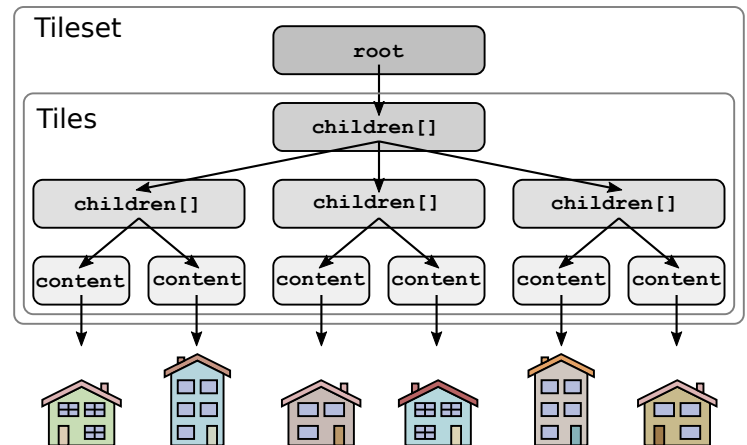 Tileset
root
Tiles
children[]
children[] children[] children[]
content content content content content content